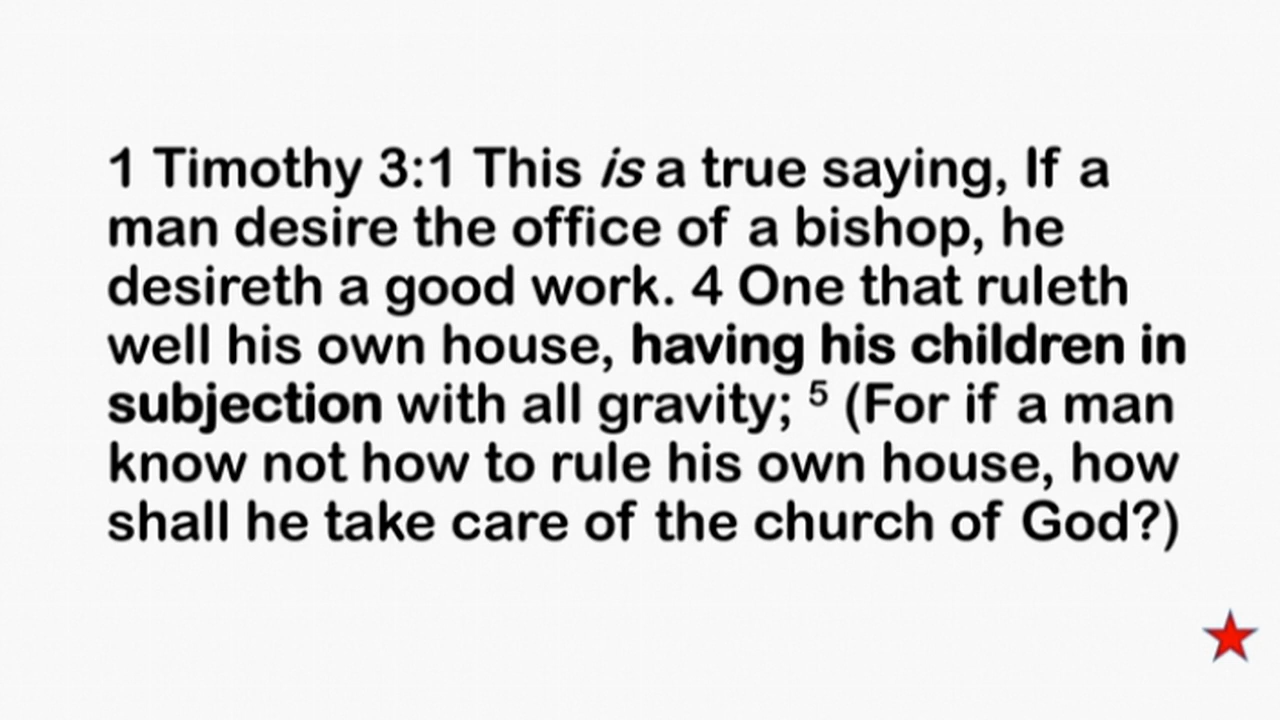 1 Timothy 3:1 This is a true saying, If a
man desire the office of a bishop, he
desireth a good work. 4 One that ruleth
well his own house, having his children in
subjection with all gravity; 5 (For if a man
know not how to rule his own house, how
shall he take care of the church of God?)